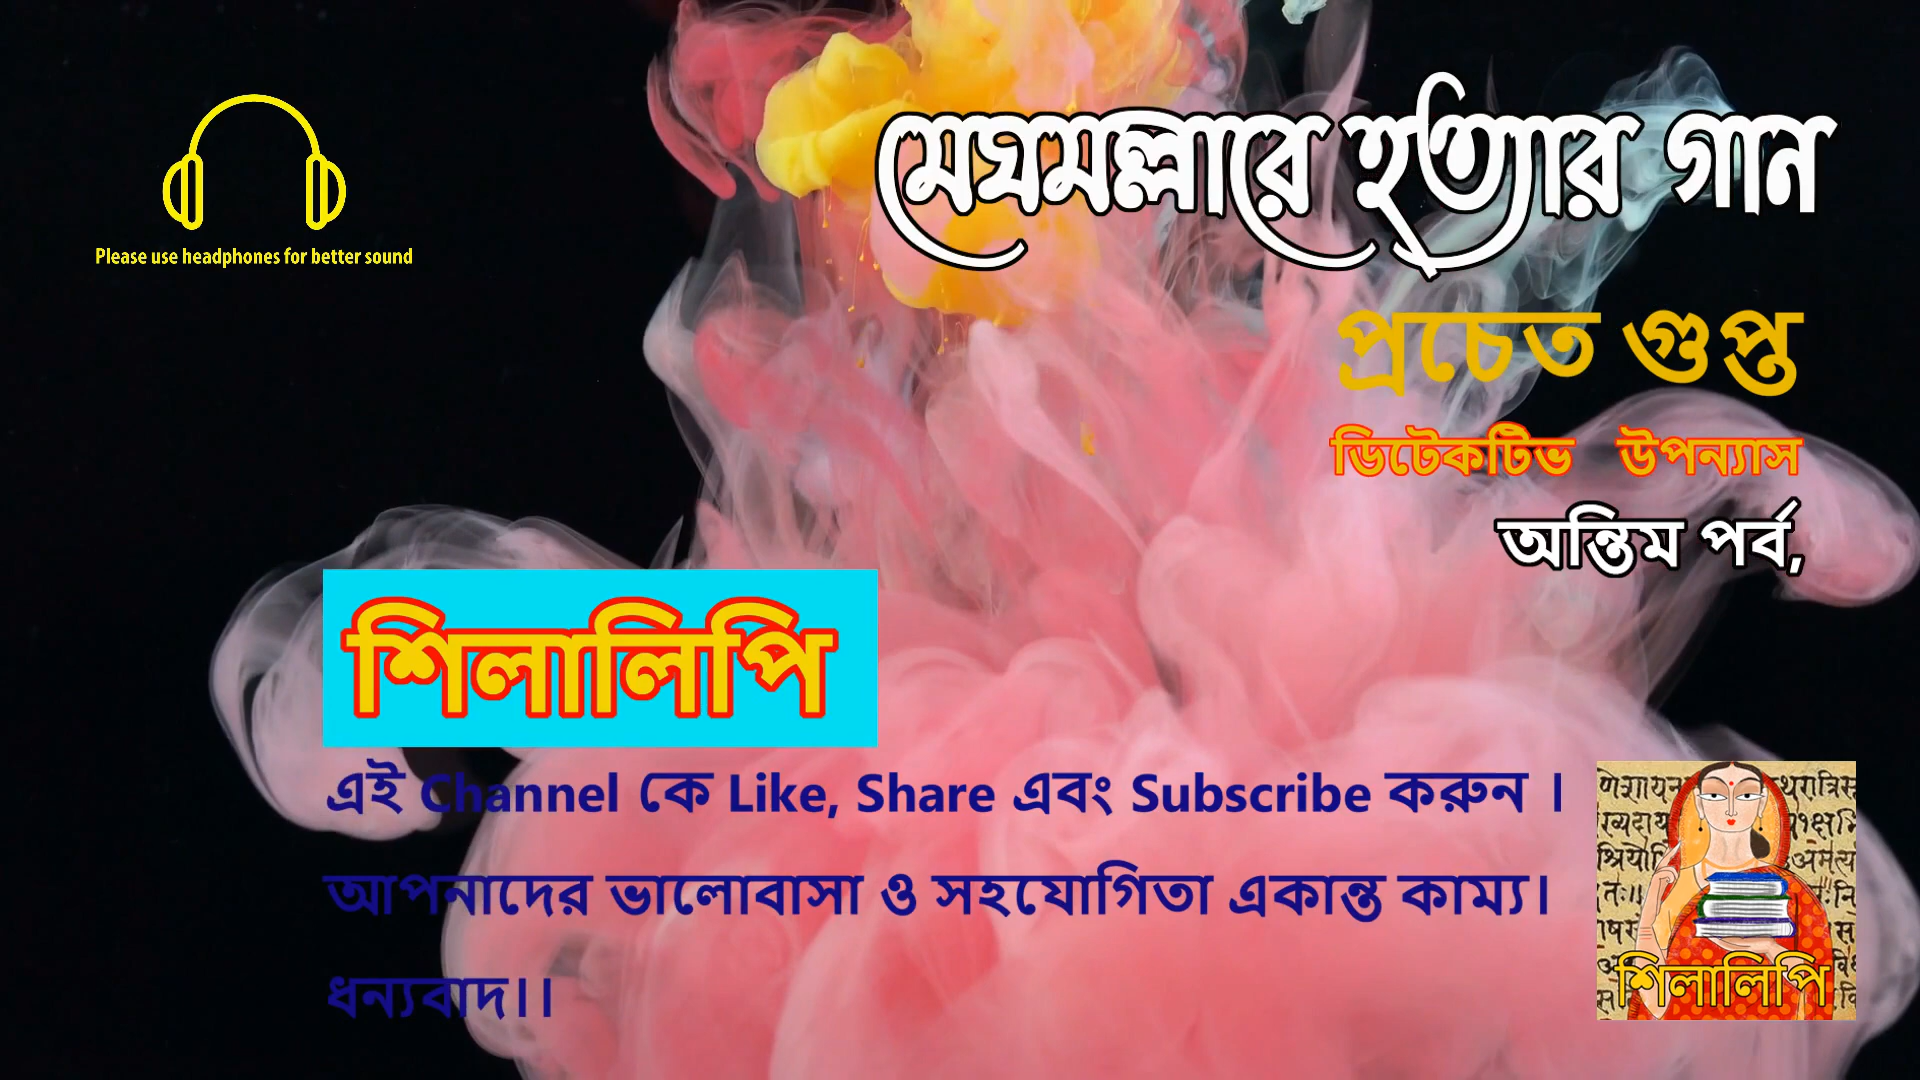 Please use headphones for better sound
মেঘমল্লারে হত্যার গান
প্রচেত গুপ্ত
ডিটেকটিভ উপন্যাস
অন্তিম পর্ব,
শিলালিপি
এই Channel কে Like, Share এবং Subscribe করুন ।
আপনাদের ভালোবাসা ও সহযোগিতা একান্ত কাম্য।
ধন্যবাদ।।
শিলালিপি